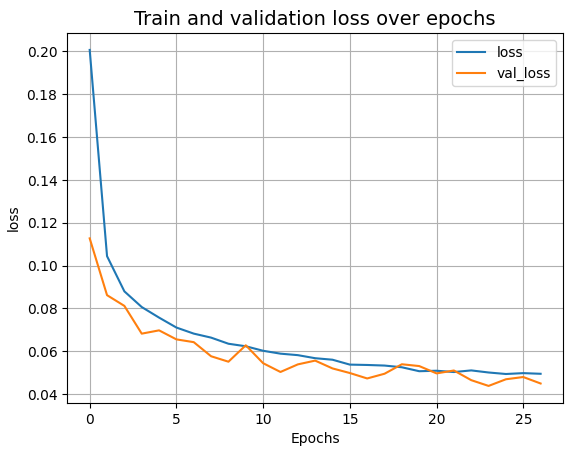 Train and validation loss over epochs
loss
val_loss
0.20
0.18
0.16
0.14
0.12
0.10
0.08
0.06
0.04
loss
0 5 10 15 20 25
Epochs